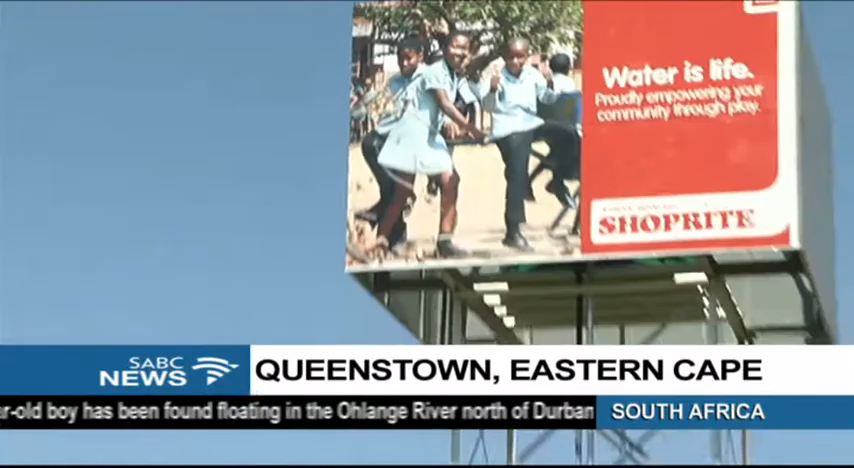 Water is life.
Proudly empowering your
community through play.
SHOPRITE
SABC
NEWS
QUEENSTOWN, EASTERN CAPE
r-old boy has been found floating in the Ohlange River north of Durban
SOUTH AFRICA